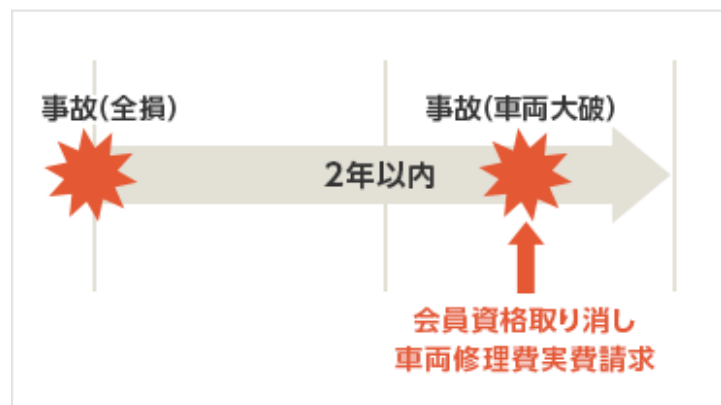 事故(全損)
事故(車両大破)
2年以内
会員資格取り消し
車両修理費実費請求